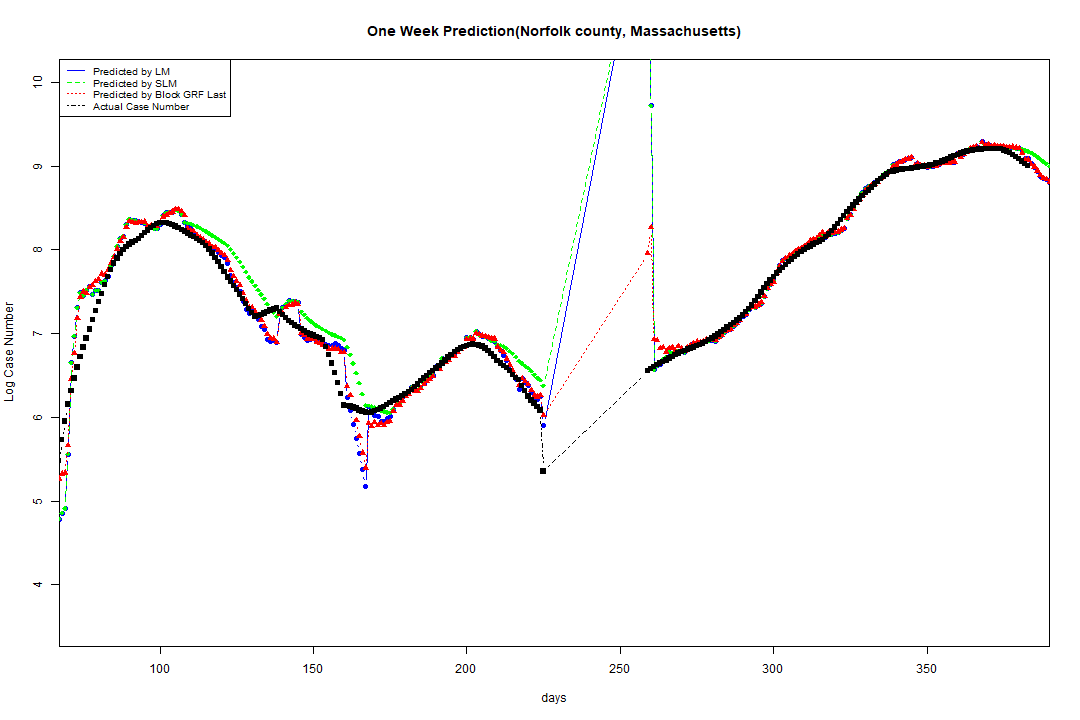 One Week Prediction(Norfolk county, Massachusetts)
Predicted by LM
Predicted by SLM
Predicted by Block GRF Last
Actual Case Number
10
9
8
7
6
5
4
Log Case Number
100 150 200 250 300 350
days